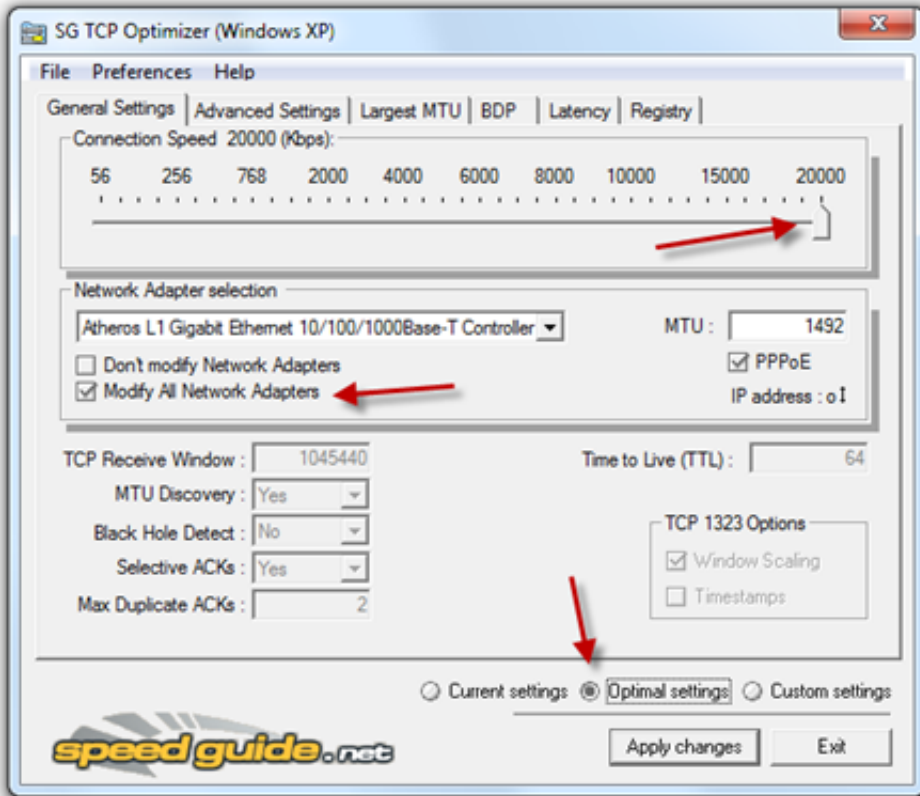 SG TCP Optimizer (Windows XP)
File Preferences Help
General Settings Advanced Settings Largest MTU BDP Latency Registry
Connection Speed 20000 (Kbps):
56 256 768 2000 4000 6000 8000 10000 15000 20000
Network Adapter selection
Atheros L1 Gigabit Ethernet 10/100/1000Base-T Controller
MTU : 1492
Don't modify Network Adapters
PPPoE
Modify All Network Adapters
IP address : o
TCP Receive Window : 1045440
Time to Live (TTL) : 64
MTU Discovery : Yes
Black Hole Detect : No
TCP 1323 Options
Selective ACKs : Yes
Window Scaling
Max Duplicate ACKs : 2
Timestamps
Current settings Optimal settings Custom settings
speed guide.net
Apply changes Exit